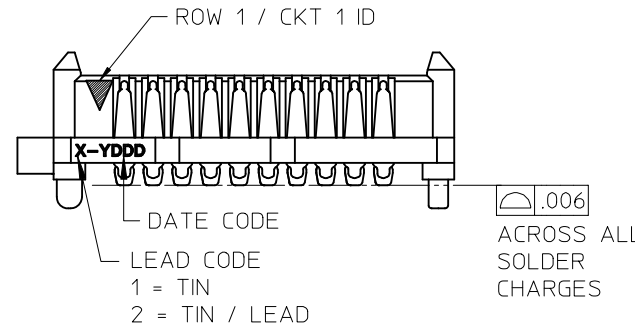 ROW 1 / CKT 1 ID
X-YDDD
DATE CODE
LEAD CODE
1 = TIN
2 = TIN / LEAD
.006
ACROSS ALL
SOLDER
CHARGES